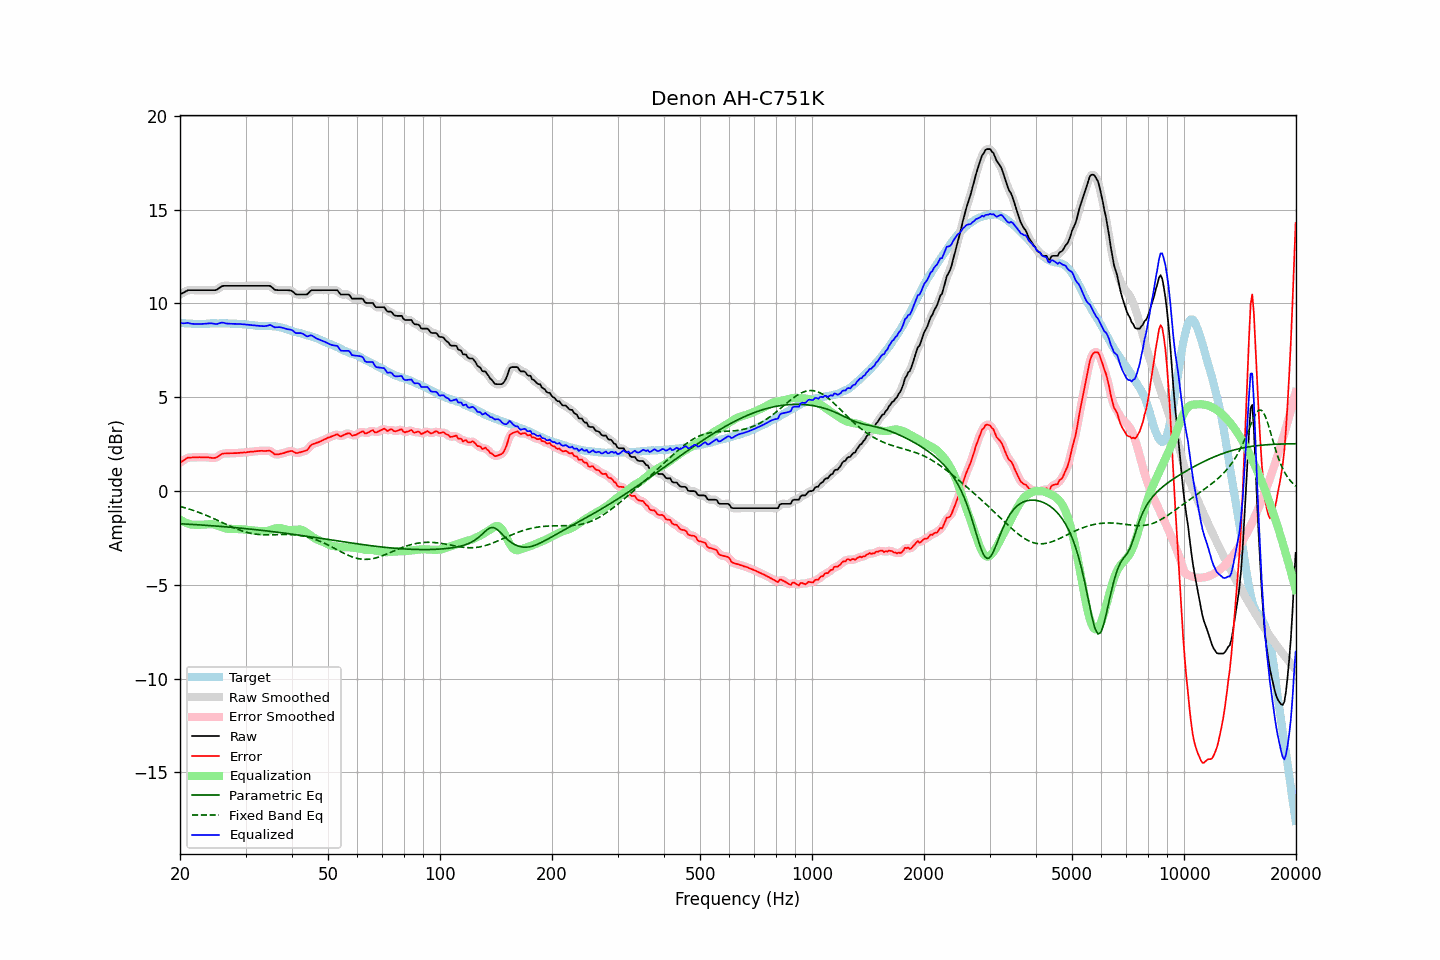 Denon AH-C751K
20
15
10
5
0
−5
−10
−15
Amplitude (dBr)
Target
Raw Smoothed
Error Smoothed
Raw
Error
Equalization
Parametric Eq
Fixed Band Eq
Equalized
20 50 100 200 500 1000 2000 5000 10000 20000
Frequency (Hz)